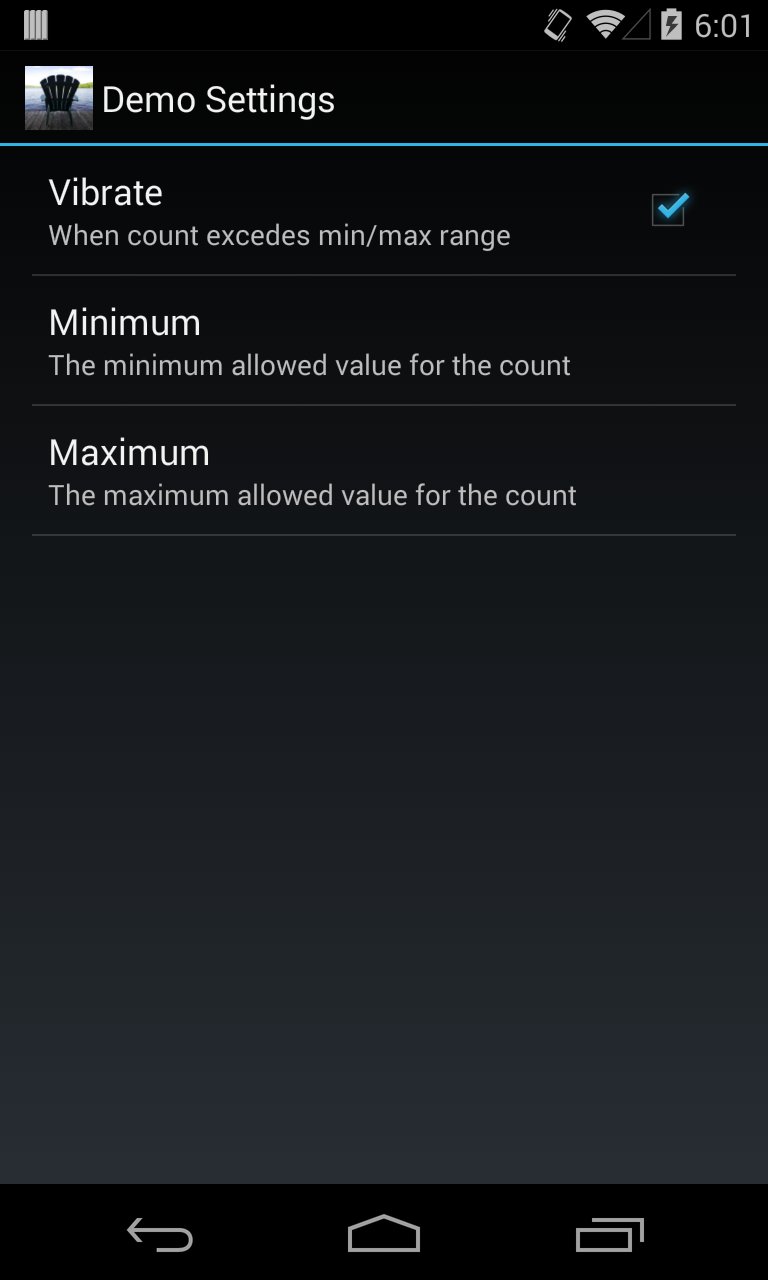 6:01
Demo Settings
Vibrate
When count excedes min/max range
Minimum
The minimum allowed value for the count
Maximum
The maximum allowed value for the count